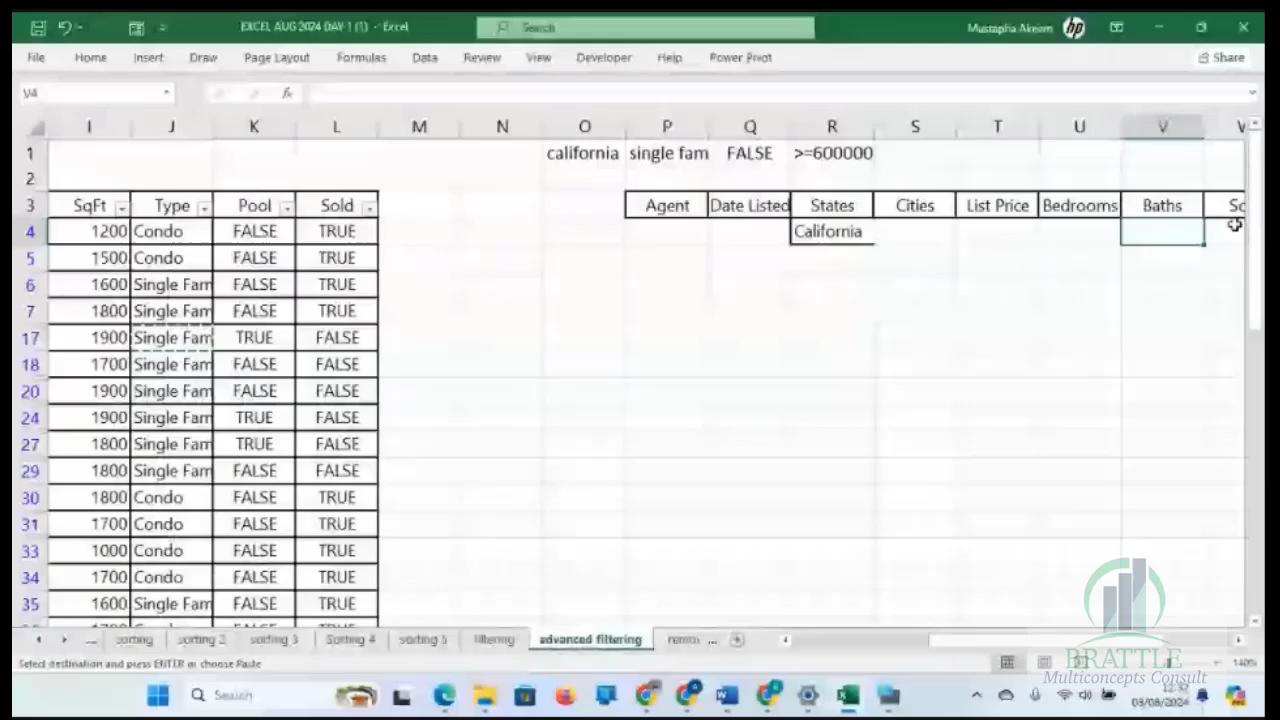 EXCEL AUG 2024 DAY 1 (1) - Excel
Search
Mustapha Akeem
hp
File Home Insert Draw Page Layout Formulas Data Review View Developer Help Power Pivot Share
V4 fx
I J K L M N O P Q R S T U V
1 california single fam FALSE >=600000
2
3 SqFt Type Pool Sold Agent Date Listed States Cities List Price Bedrooms Baths
4 1200 Condo FALSE TRUE California
5 1500 Condo FALSE TRUE
6 1600 Single Fam FALSE TRUE
7 1800 Single Fam FALSE TRUE
17 1900 Single Fam TRUE FALSE
18 1700 Single Fam FALSE FALSE
20 1900 Single Fam FALSE FALSE
24 1900 Single Fam TRUE FALSE
27 1800 Single Fam TRUE FALSE
29 1800 Single Fam FALSE FALSE
30 1800 Condo FALSE TRUE
31 1700 Condo FALSE TRUE
33 1000 Condo FALSE TRUE
34 1700 Condo FALSE TRUE
35 1600 Single Fam FALSE TRUE
... sorting sorting 2 sorting 3 Sorting 4 sorting 5 filtering advanced filtering ...
Select destination and press ENTER or choose Paste
140%
BRATTLE
Multiconcepts Consult
Search
03/08/2024